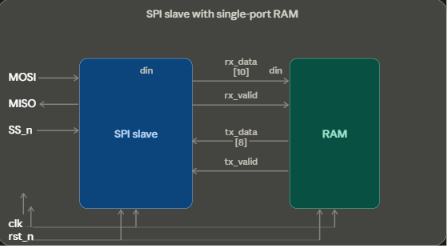 SPI slave with single-port RAM
din
rx_data
[10]
din
MOSI
MISO
rx_valid
SS_n
SPI slave
tx_data
[8]
RAM
tx_valid
clk
rst_n